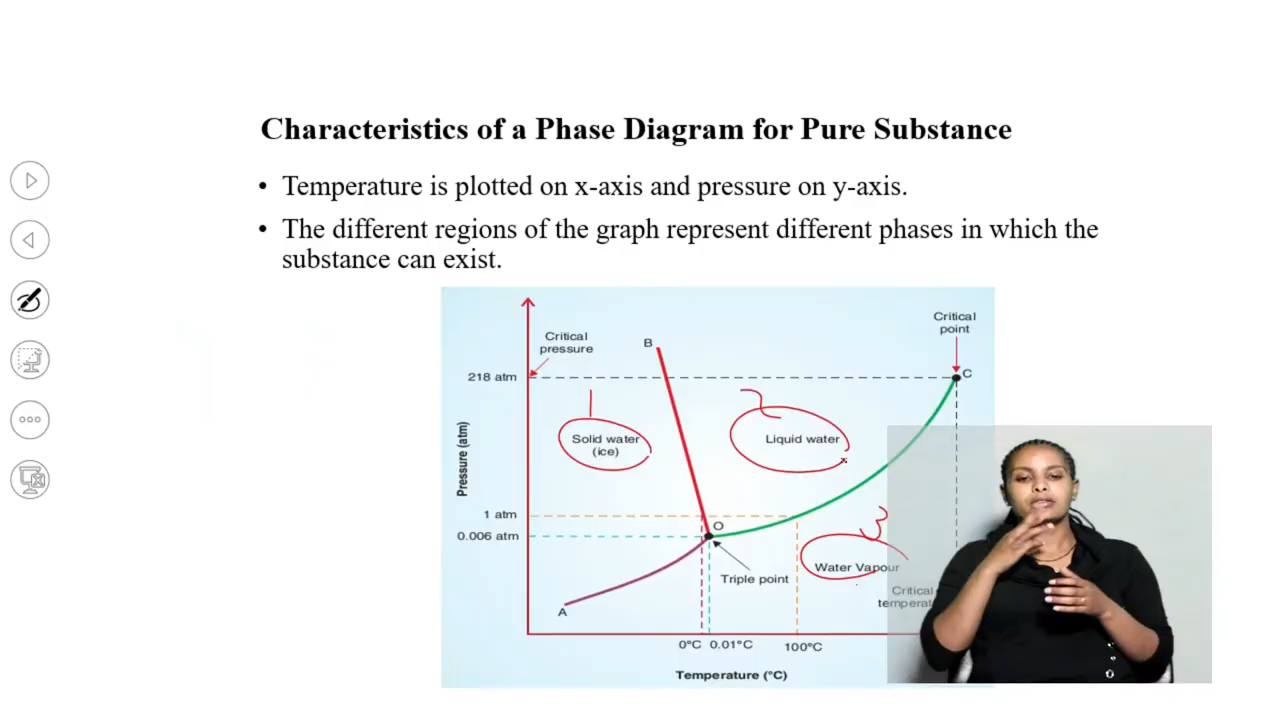 Characteristics of a Phase Diagram for Pure Substance
• Temperature is plotted on x-axis and pressure on y-axis.
• The different regions of the graph represent different phases in which the
substance can exist.
Critical
point
Critical
pressure
B
218 atm
C
1
2
Solid water
(ice)
Liquid water
Pressure (atm)
1 atm
3
O
0.006 atm
Water Vapour
Triple point
Critical
A
0°C
0.01°C
100°C
Temperature (°C)